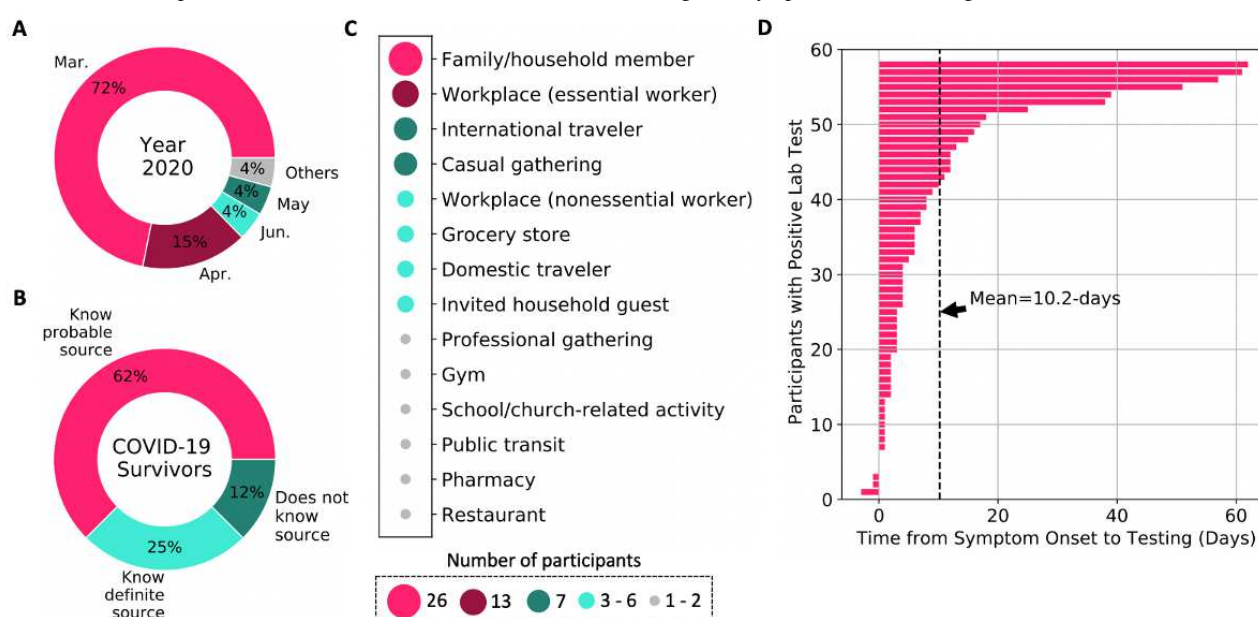 A
Mar.
72%
Year
2020
Others
4%
4%
May
4%
Jun.
15%
Apr.
B
Know
probable
source
62%
COVID-19
Survivors
12%
Does not
know
source
25%
Know
definite
source
C
Family/household member
Workplace (essential worker)
International traveler
Casual gathering
Workplace (nonessential worker)
Grocery store
Domestic traveler
Invited household guest
Professional gathering
Gym
School/church-related activity
Public transit
Pharmacy
Restaurant
Number of participants
26 13 7 3 - 6 1 - 2
D
Participants with Positive Lab Test
60
50
40
30
20
10
0
Mean=10.2-days
0 20 40 60
Time from Symptom Onset to Testing (Days)